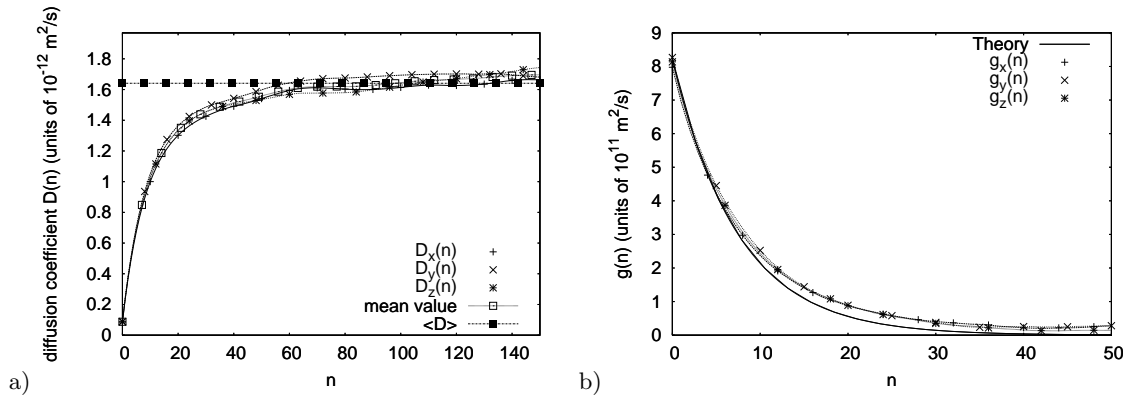 diffusion coefficient D(n) (units of 10^-12 m^2/s)
1.8
1.6
1.4
1.2
1
0.8
0.6
0.4
0.2
0
0 20 40 60 80 100 120 140
n
D_x(n)
D_y(n)
D_z(n)
mean value
<D>
a)
g(n) (units of 10^11 m^2/s)
9
8
7
6
5
4
3
2
1
0
0 10 20 30 40 50
n
Theory
g_x(n)
g_y(n)
g_z(n)
b)